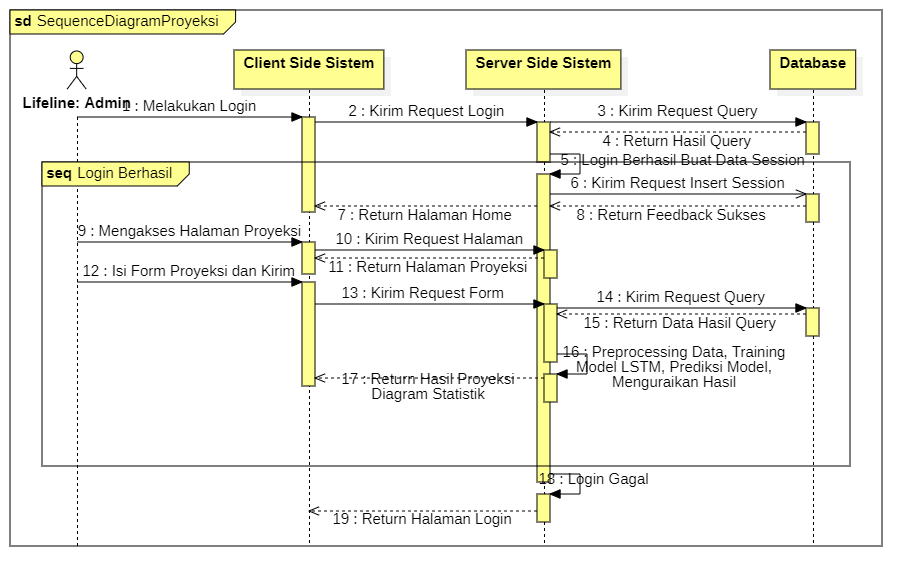 sd SequenceDiagramProyeksi
Client Side Sistem
Server Side Sistem
Database
Lifeline: Admin
1 : Melakukan Login
2 : Kirim Request Login
3 : Kirim Request Query
4 : Return Hasil Query
5 : Login Berhasil Buat Data Session
seq Login Berhasil
6 : Kirim Request Insert Session
7 : Return Halaman Home
8 : Return Feedback Sukses
9 : Mengakses Halaman Proyeksi
10 : Kirim Request Halaman
11 : Return Halaman Proyeksi
12 : Isi Form Proyeksi dan Kirim
13 : Kirim Request Form
14 : Kirim Request Query
15 : Return Data Hasil Query
16 : Preprocessing Data, Training
Model LSTM, Prediksi Model,
Menguraikan Hasil
17 : Return Hasil Proyeksi
Diagram Statistik
18 : Login Gagal
19 : Return Halaman Login